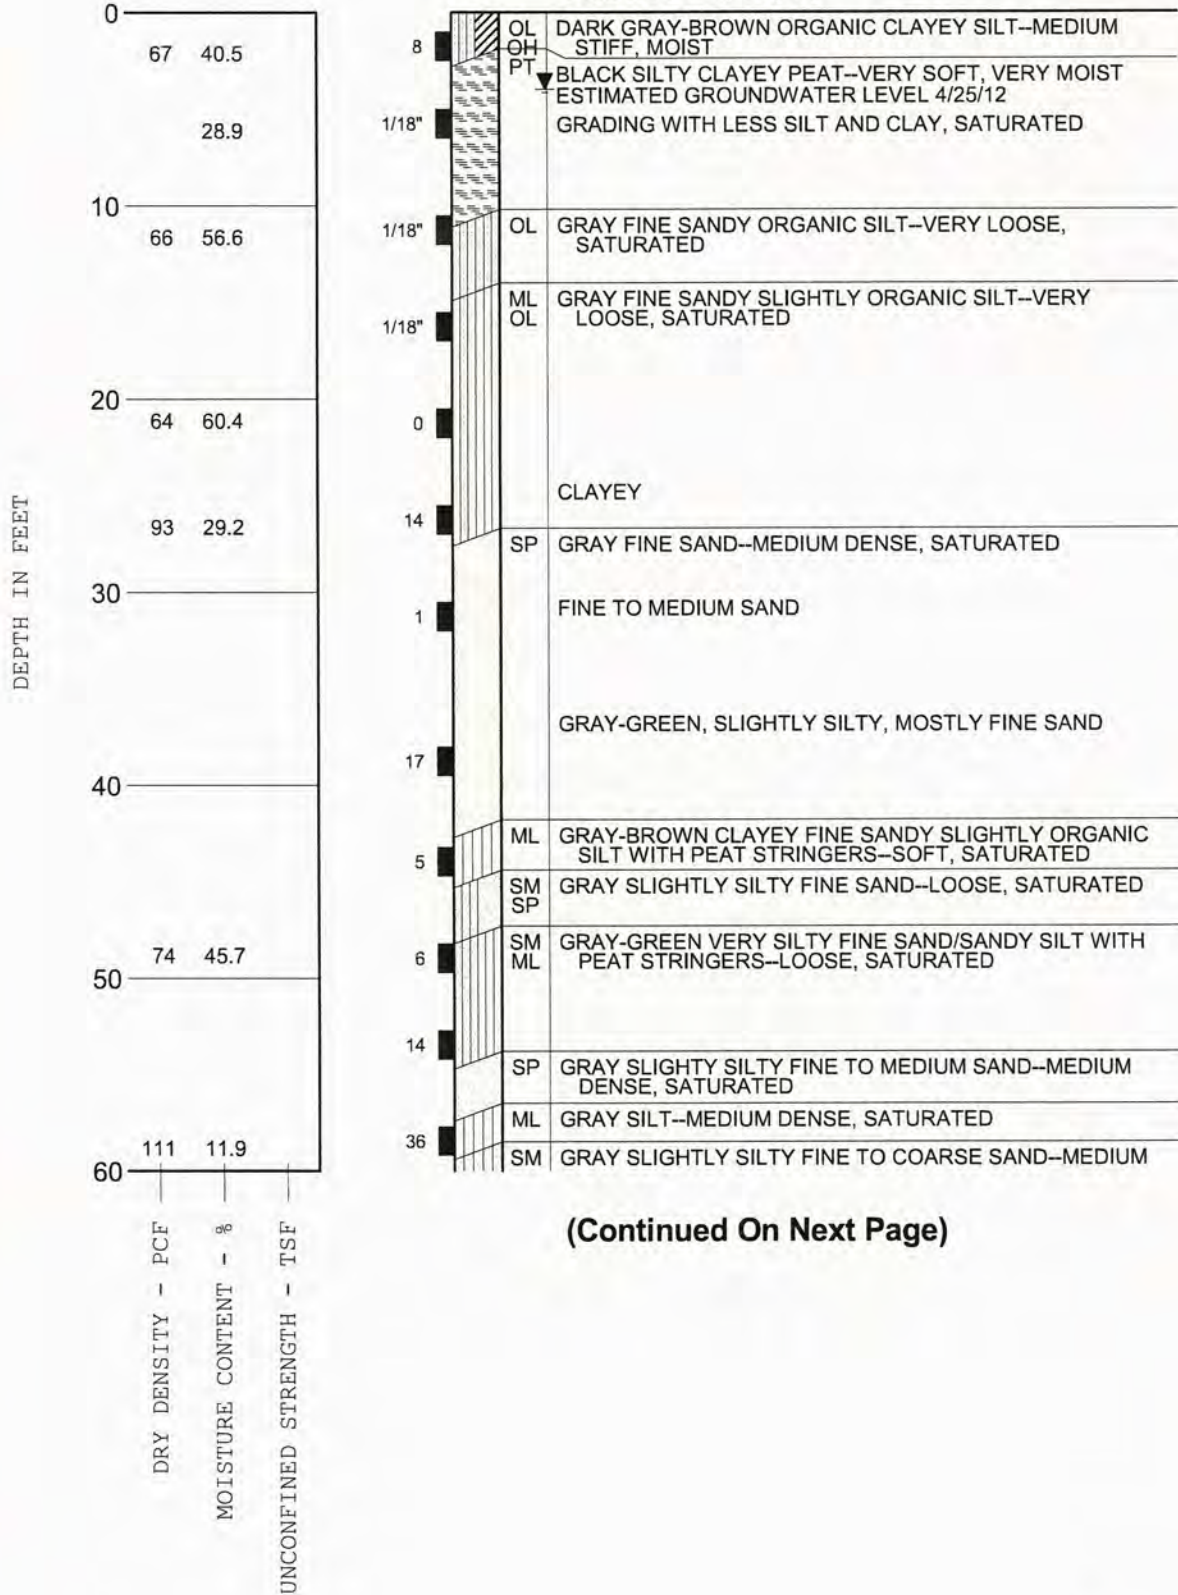 0
8
OL DARK GRAY-BROWN ORGANIC CLAYEY SILT--MEDIUM
OH STIFF, MOIST
67 40.5
PT
BLACK SILTY CLAYEY PEAT--VERY SOFT, VERY MOIST
ESTIMATED GROUNDWATER LEVEL 4/25/12
28.9
1/18"
GRADING WITH LESS SILT AND CLAY, SATURATED
10
66 56.6
1/18"
OL GRAY FINE SANDY ORGANIC SILT--VERY LOOSE,
SATURATED
ML GRAY FINE SANDY SLIGHTLY ORGANIC SILT--VERY
OL LOOSE, SATURATED
1/18"
20
64 60.4
0
CLAYEY
93 29.2
14
SP GRAY FINE SAND--MEDIUM DENSE, SATURATED
DEPTH IN FEET
30
1
FINE TO MEDIUM SAND
GRAY-GREEN, SLIGHTLY SILTY, MOSTLY FINE SAND
17
40
ML GRAY-BROWN CLAYEY FINE SANDY SLIGHTLY ORGANIC
SILT WITH PEAT STRINGERS--SOFT, SATURATED
5
SM GRAY SLIGHTLY SILTY FINE SAND--LOOSE, SATURATED
SP
74 45.7
6
SM GRAY-GREEN VERY SILTY FINE SAND/SANDY SILT WITH
ML PEAT STRINGERS--LOOSE, SATURATED
50
14
SP GRAY SLIGHTY SILTY FINE TO MEDIUM SAND--MEDIUM
DENSE, SATURATED
ML GRAY SILT--MEDIUM DENSE, SATURATED
111 11.9
36
60
SM GRAY SLIGHTLY SILTY FINE TO COARSE SAND--MEDIUM
(Continued On Next Page)
DRY DENSITY - PCF
MOISTURE CONTENT - %
UNCONFINED STRENGTH - TSF